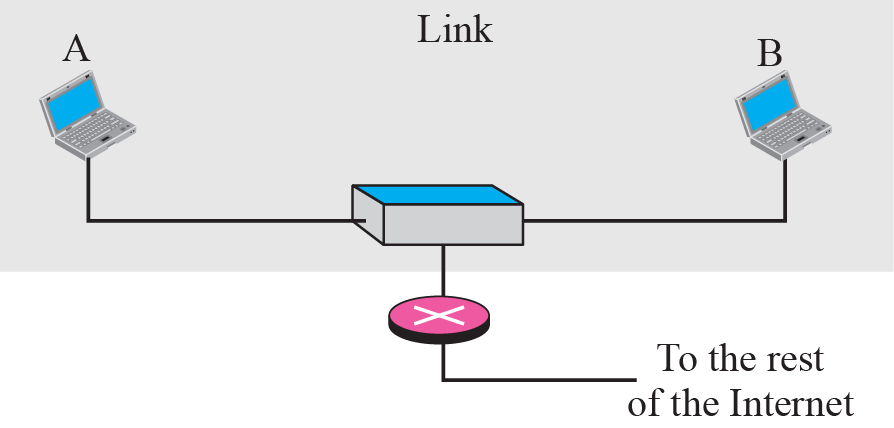 Link
A
B
To the rest
of the Internet